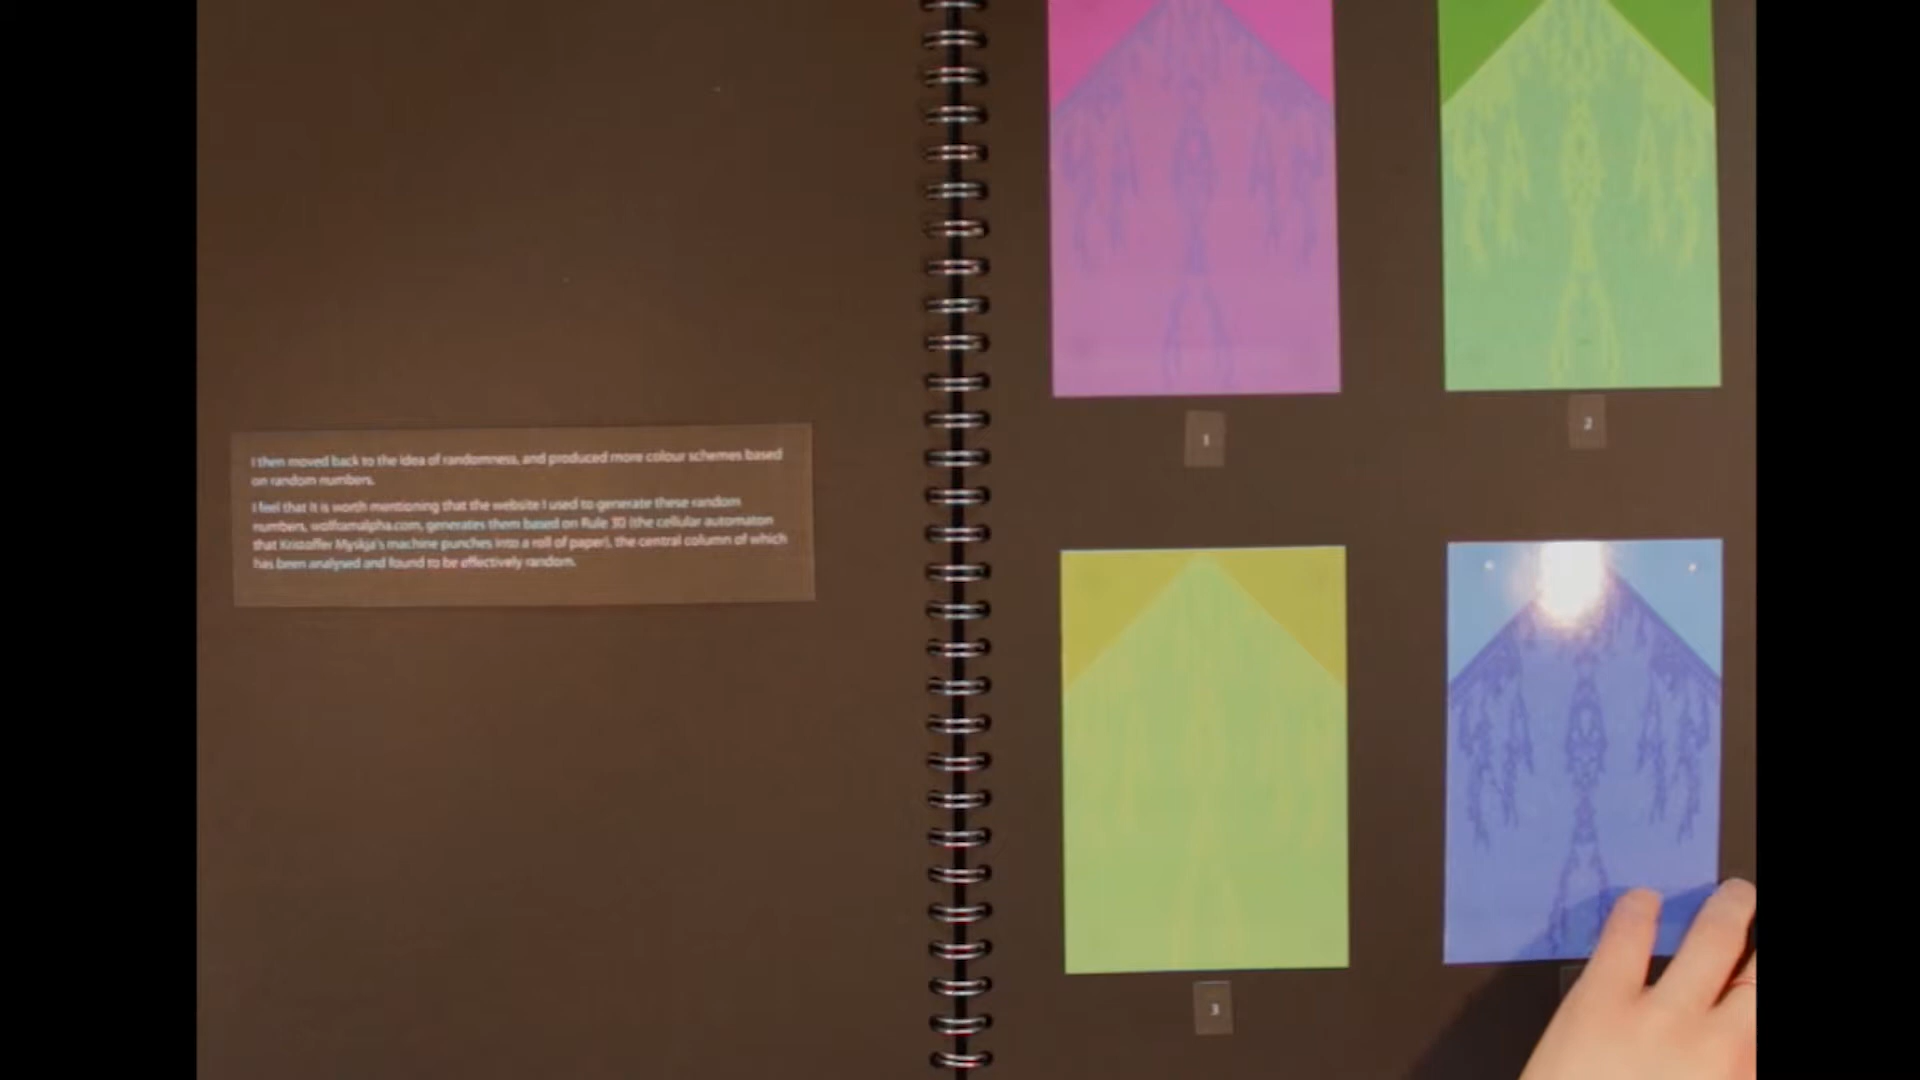 I then moved back to the idea of randomness, and produced more colour schemes based
on random numbers.
I feel that it is worth mentioning that the website I used to generate these random
numbers, wolframalpha.com, generates them based on Rule 30 (the cellular automaton
that Kristoffer Myskja's machine punches into a roll of paper), the central column of which
has been analysed and found to be effectively random.
1
2
3